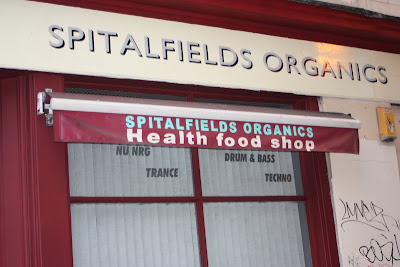 SPITALFIELDS ORGANICS
SPITALFIELDS ORGANICS
Health food shop
NU NRG
DRUM & BASS
TRANCE
TECHNO